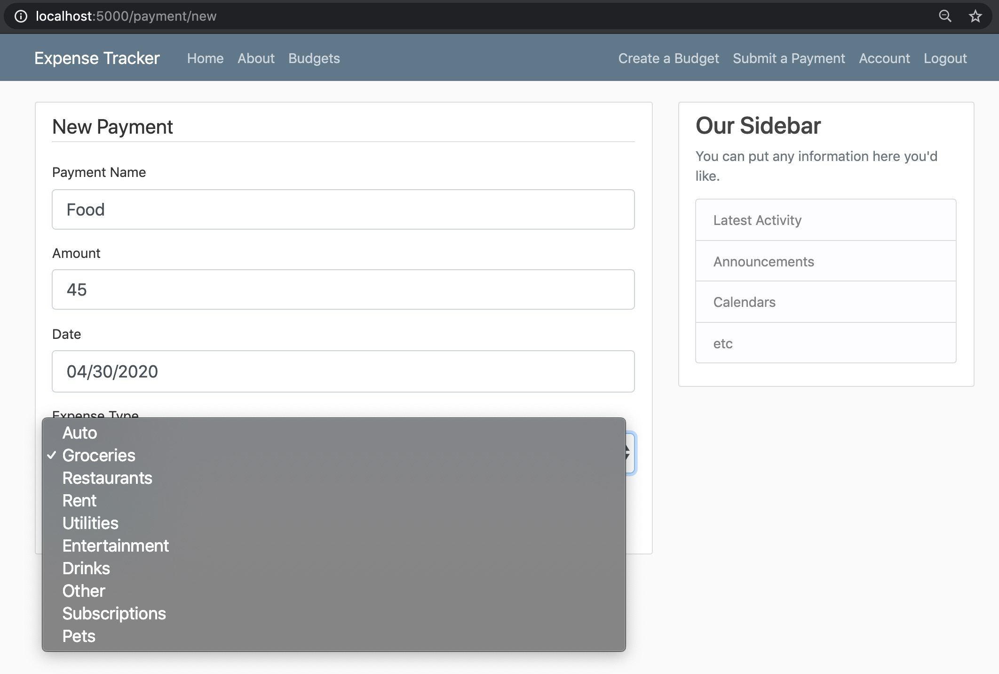 localhost:5000/payment/new
Expense Tracker Home About Budgets Create a Budget Submit a Payment Account Logout
New Payment
Payment Name
Food
Amount
45
Date
04/30/2020
Expense Type
Auto
✓ Groceries
Restaurants
Rent
Utilities
Entertainment
Drinks
Other
Subscriptions
Pets
Our Sidebar
You can put any information here you'd
like.
Latest Activity
Announcements
Calendars
etc